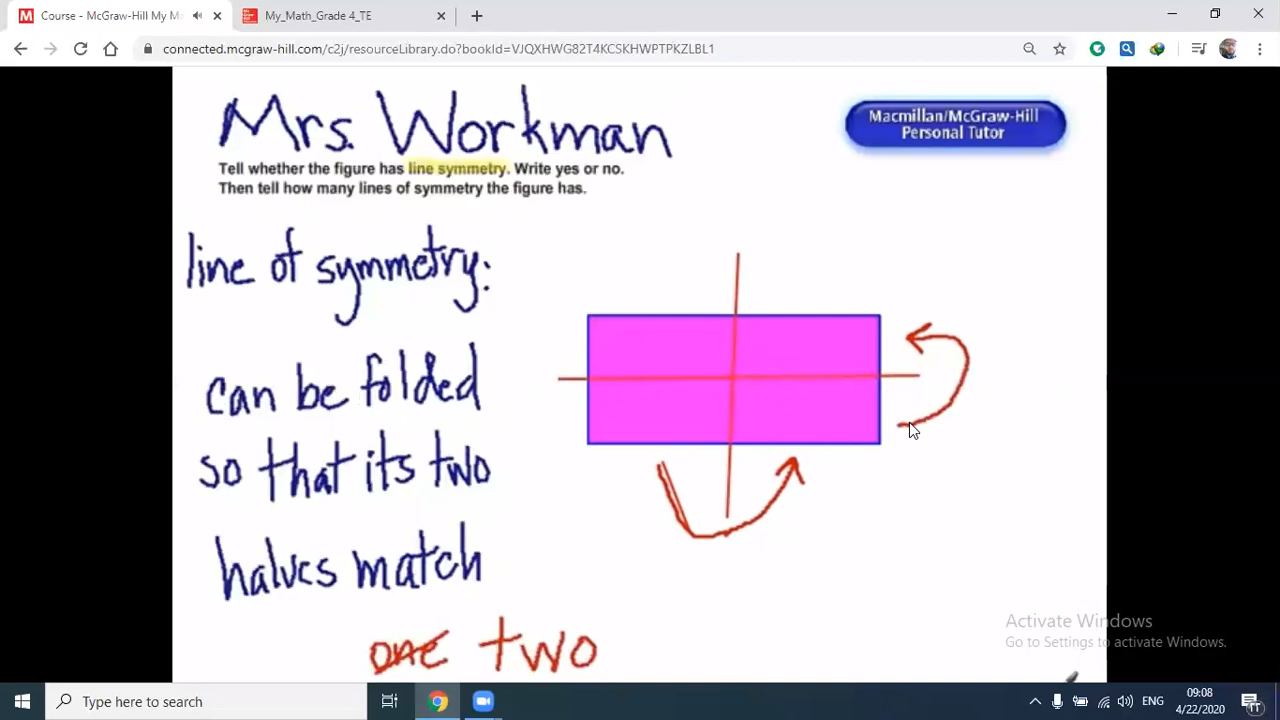 Course - McGraw-Hill My M
My_Math_Grade 4_TE
connected.mcgraw-hill.com/c2j/resourceLibrary.do?bookId=VJQXHWG82T4KCSKHWPTPKZLBL1
Mrs. Workman
Macmillan/McGraw-Hill
Personal Tutor
Tell whether the figure has line symmetry. Write yes or no.
Then tell how many lines of symmetry the figure has.
line of symmetry:
can be folded
so that its two
halves match
one two
Activate Windows
Go to Settings to activate Windows.
Type here to search
ENG
09:08
4/22/2020